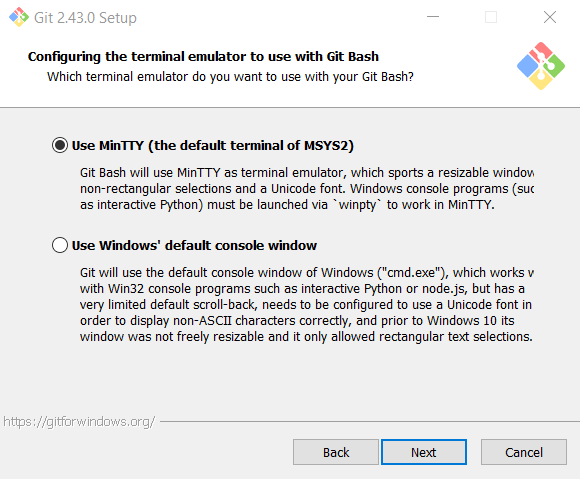 Git 2.43.0 Setup
Configuring the terminal emulator to use with Git Bash
Which terminal emulator do you want to use with your Git Bash?
Use MinTTY (the default terminal of MSYS2)
Git Bash will use MinTTY as terminal emulator, which sports a resizable window
non-rectangular selections and a Unicode font. Windows console programs (suc
as interactive Python) must be launched via `winpty` to work in MinTTY.
Use Windows' default console window
Git will use the default console window of Windows ("cmd.exe"), which works w
with Win32 console programs such as interactive Python or node.js, but has a
very limited default scroll-back, needs to be configured to use a Unicode font in
order to display non-ASCII characters correctly, and prior to Windows 10 its
window was not freely resizable and it only allowed rectangular text selections.
https://gitforwindows.org/
Back Next Cancel